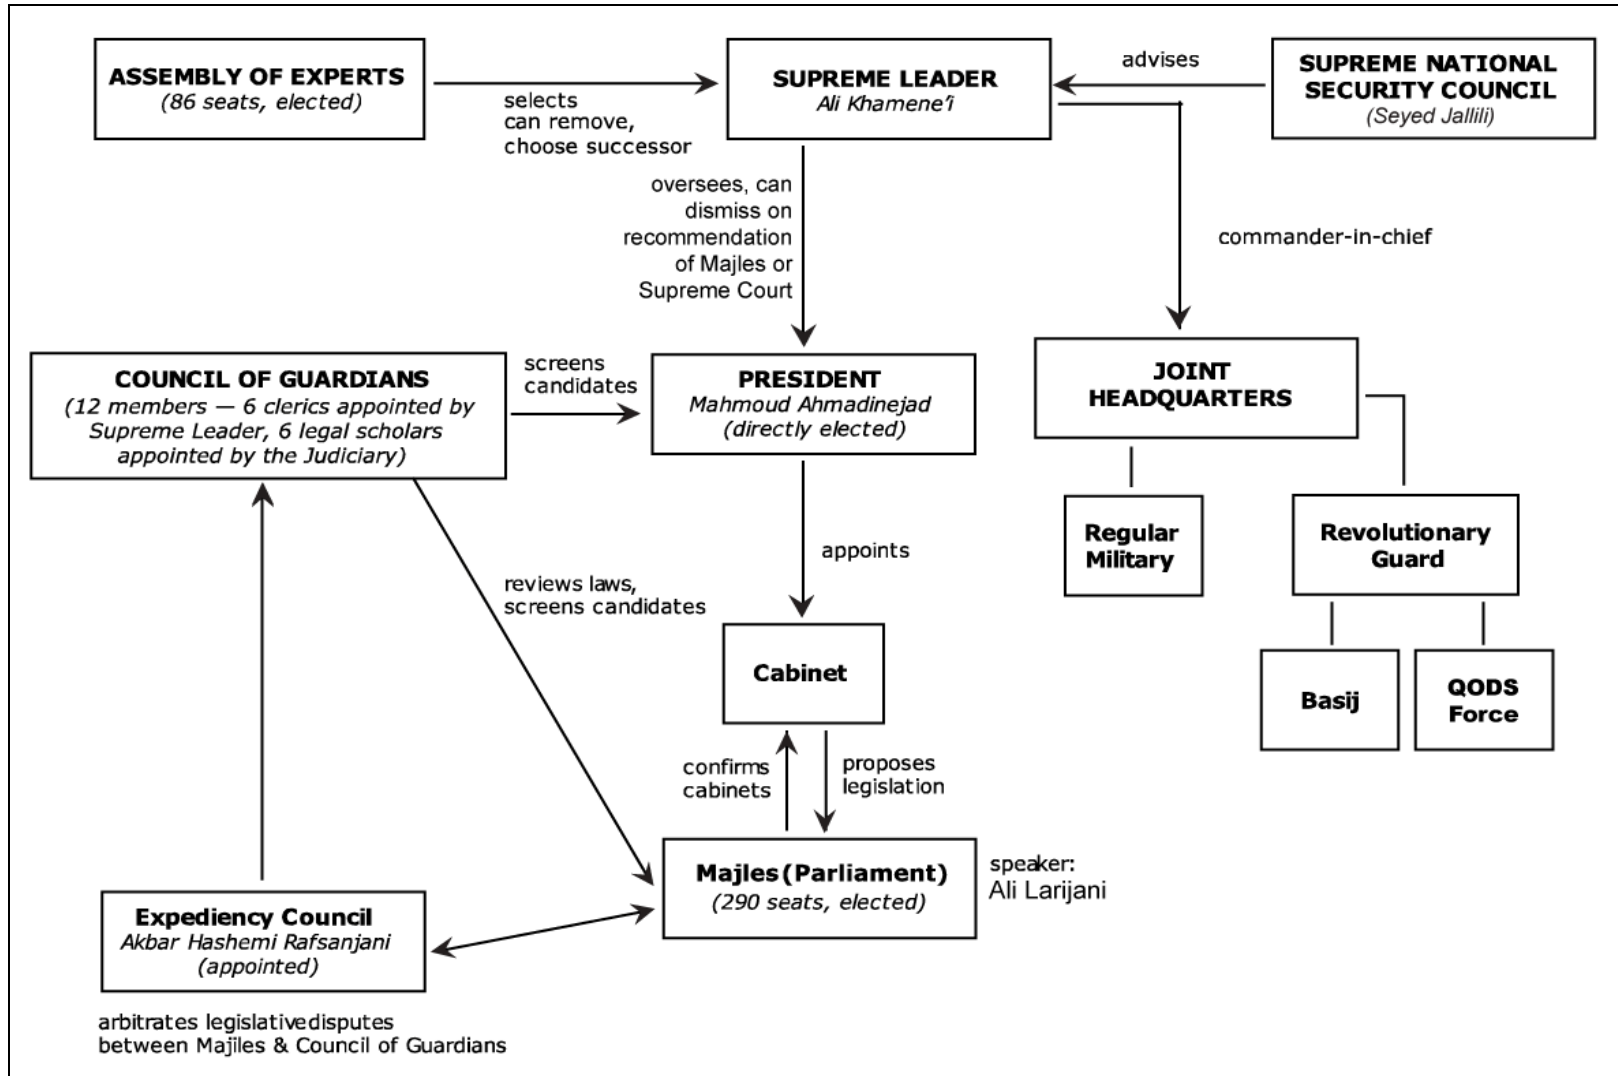 ASSEMBLY OF EXPERTS
(86 seats, elected)
selects
can remove,
choose successor
SUPREME LEADER
Ali Khamene'i
advises
SUPREME NATIONAL
SECURITY COUNCIL
(Seyed Jallili)
oversees, can
dismiss on
recommendation
of Majles or
Supreme Court
commander-in-chief
COUNCIL OF GUARDIANS
(12 members — 6 clerics appointed by
Supreme Leader, 6 legal scholars
appointed by the Judiciary)
screens
candidates
PRESIDENT
Mahmoud Ahmadinejad
(directly elected)
JOINT
HEADQUARTERS
Regular
Military
Revolutionary
Guard
appoints
reviews laws,
screens candidates
Cabinet
Basij
QODS
Force
confirms
cabinets
proposes
legislation
Majles (Parliament)
(290 seats, elected)
speaker:
Ali Larijani
Expediency Council
Akbar Hashemi Rafsanjani
(appointed)
arbitrates legislative disputes
between Majiles & Council of Guardians